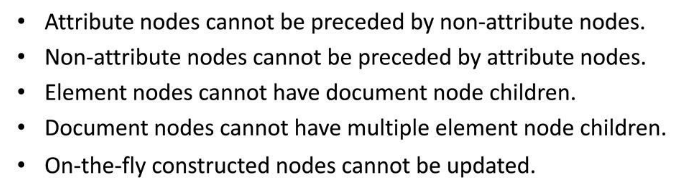 • Attribute nodes cannot be preceded by non-attribute nodes.
• Non-attribute nodes cannot be preceded by attribute nodes.
• Element nodes cannot have document node children.
• Document nodes cannot have multiple element node children.
• On-the-fly constructed nodes cannot be updated.